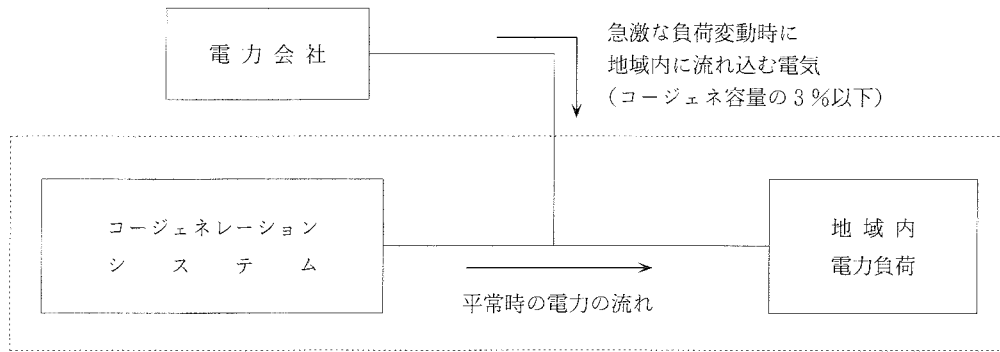 電力会社
急激な負荷変動時に
地域内に流れ込む電気
（コージェネ容量の3％以下）
コージェネレーション
システム
地域内
電力負荷
平常時の電力の流れ